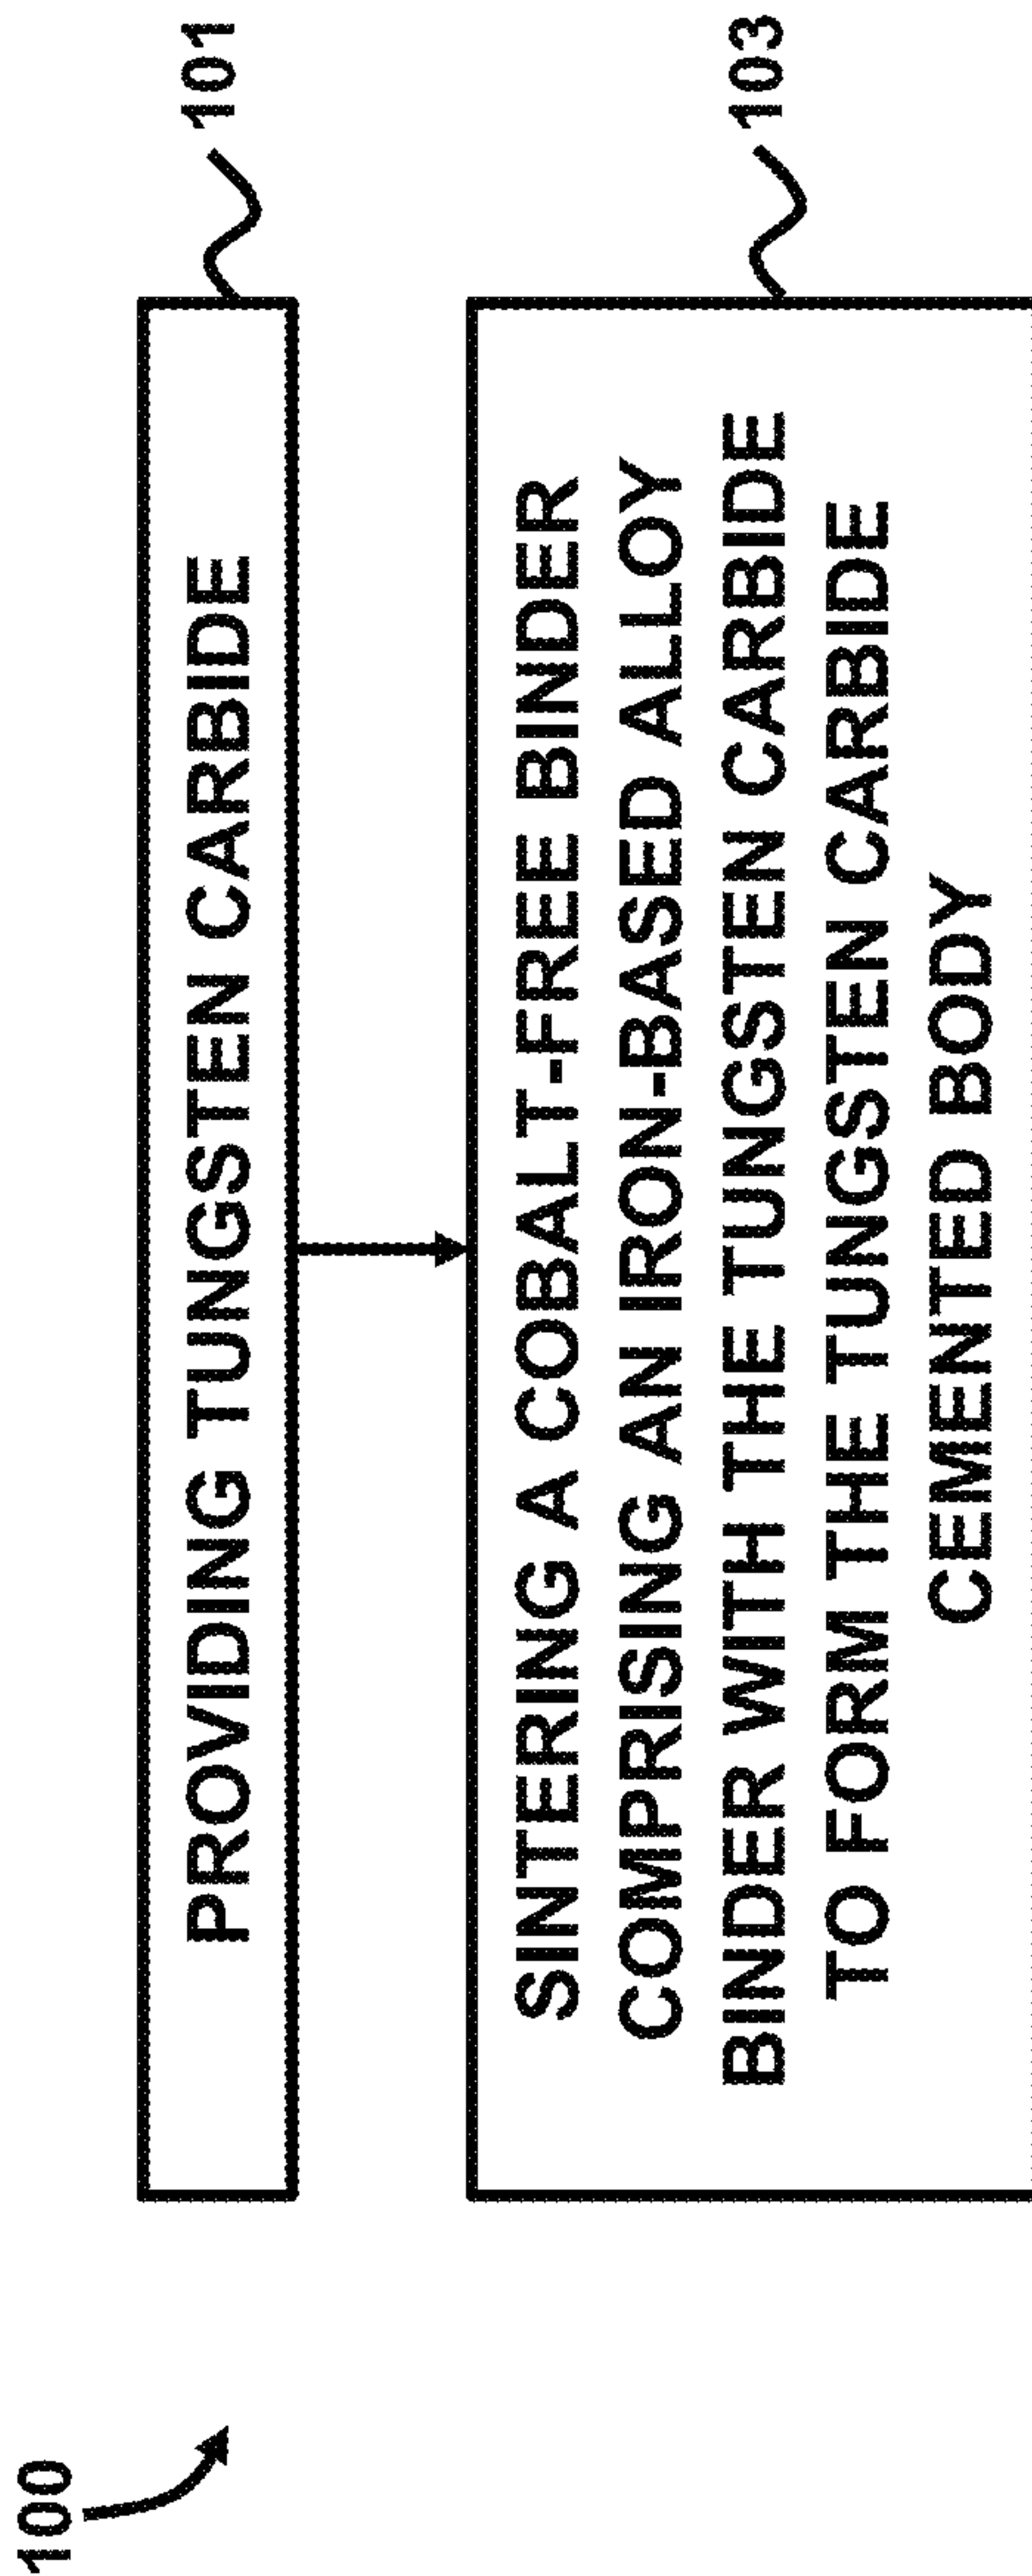 100
PROVIDING TUNGSTEN CARBIDE
101
SINTERING A COBALT-FREE BINDER
COMPRISING AN IRON-BASED ALLOY
BINDER WITH THE TUNGSTEN CARBIDE
TO FORM THE TUNGSTEN CARBIDE
CEMENTED BODY
103